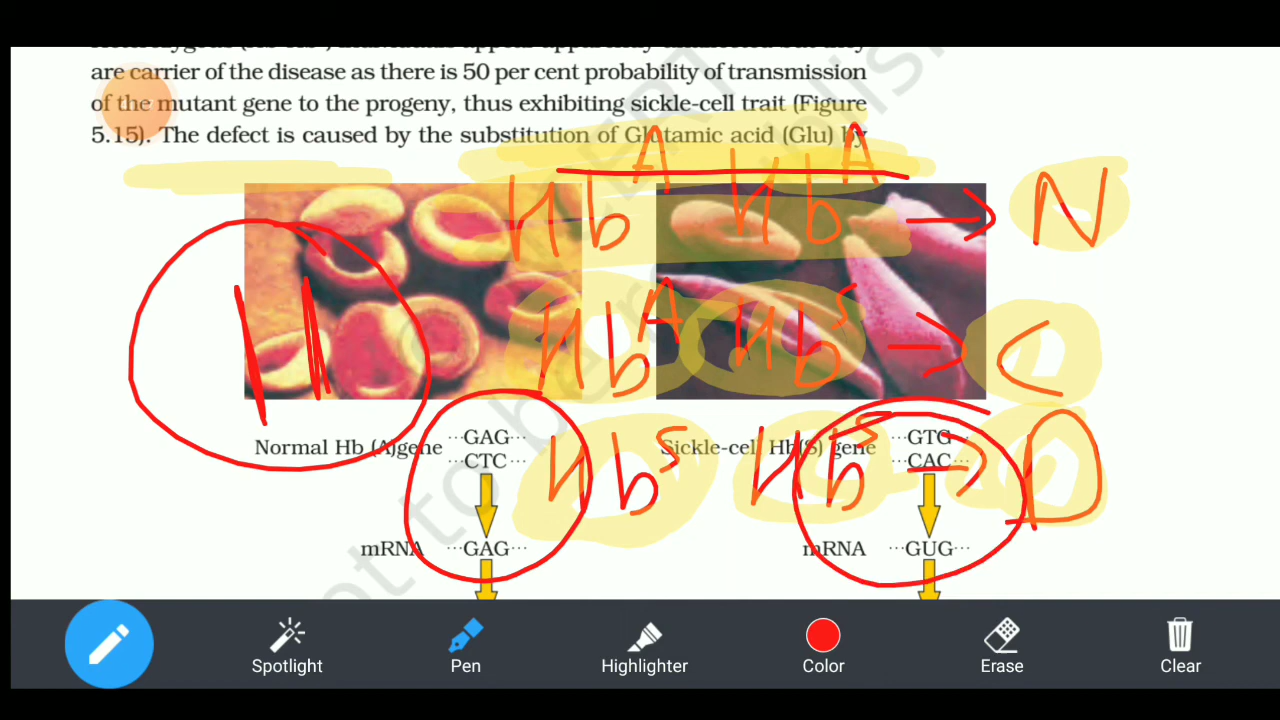 are carrier of the disease as there is 50 per cent probability of transmission
of the mutant gene to the progeny, thus exhibiting sickle-cell trait (Figure
5.15). The defect is caused by the substitution of Glutamic acid (Glu) by
HbA HbA → N
HbA HbS → C
HbS HbS → D
Normal Hb (A)gene
···GAG···
···CTC···
Sickle-cell Hb(S) gene
···GTG···
···CAC···
mRNA ···GAG···
mRNA ···GUG···
Spotlight
Pen
Highlighter
Color
Erase
Clear